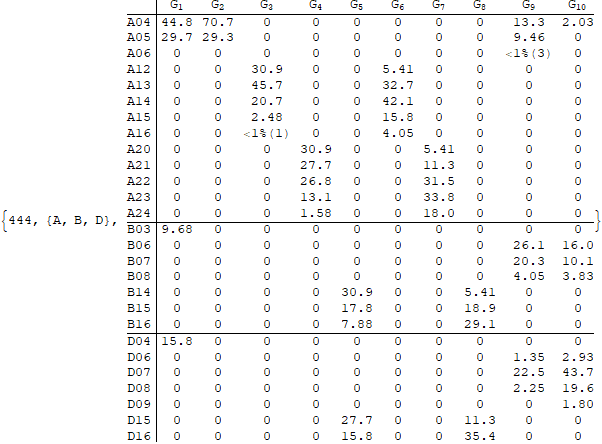 G1 G2 G3 G4 G5 G6 G7 G8 G9 G10
A04 44.8 70.7 0 0 0 0 0 0 13.3 2.03
A05 29.7 29.3 0 0 0 0 0 0 9.46 0
A06 0 0 0 0 0 0 0 0 <1%(3) 0
A12 0 0 30.9 0 0 5.41 0 0 0 0
A13 0 0 45.7 0 0 32.7 0 0 0 0
A14 0 0 20.7 0 0 42.1 0 0 0 0
A15 0 0 2.48 0 0 15.8 0 0 0 0
A16 0 0 <1%(1) 0 0 4.05 0 0 0 0
A20 0 0 0 30.9 0 0 5.41 0 0 0
A21 0 0 0 27.7 0 0 11.3 0 0 0
A22 0 0 0 26.8 0 0 31.5 0 0 0
A23 0 0 0 13.1 0 0 33.8 0 0 0
A24 0 0 0 1.58 0 0 18.0 0 0 0
{444, {A, B, D}, B03 9.68 0 0 0 0 0 0 0 0 0 }
B06 0 0 0 0 0 0 0 0 26.1 16.0
B07 0 0 0 0 0 0 0 0 20.3 10.1
B08 0 0 0 0 0 0 0 0 4.05 3.83
B14 0 0 0 0 30.9 0 0 5.41 0 0
B15 0 0 0 0 17.8 0 0 18.9 0 0
B16 0 0 0 0 7.88 0 0 29.1 0 0
D04 15.8 0 0 0 0 0 0 0 0 0
D06 0 0 0 0 0 0 0 0 1.35 2.93
D07 0 0 0 0 0 0 0 0 22.5 43.7
D08 0 0 0 0 0 0 0 0 2.25 19.6
D09 0 0 0 0 0 0 0 0 0 1.80
D15 0 0 0 0 27.7 0 0 11.3 0 0
D16 0 0 0 0 15.8 0 0 35.4 0 0